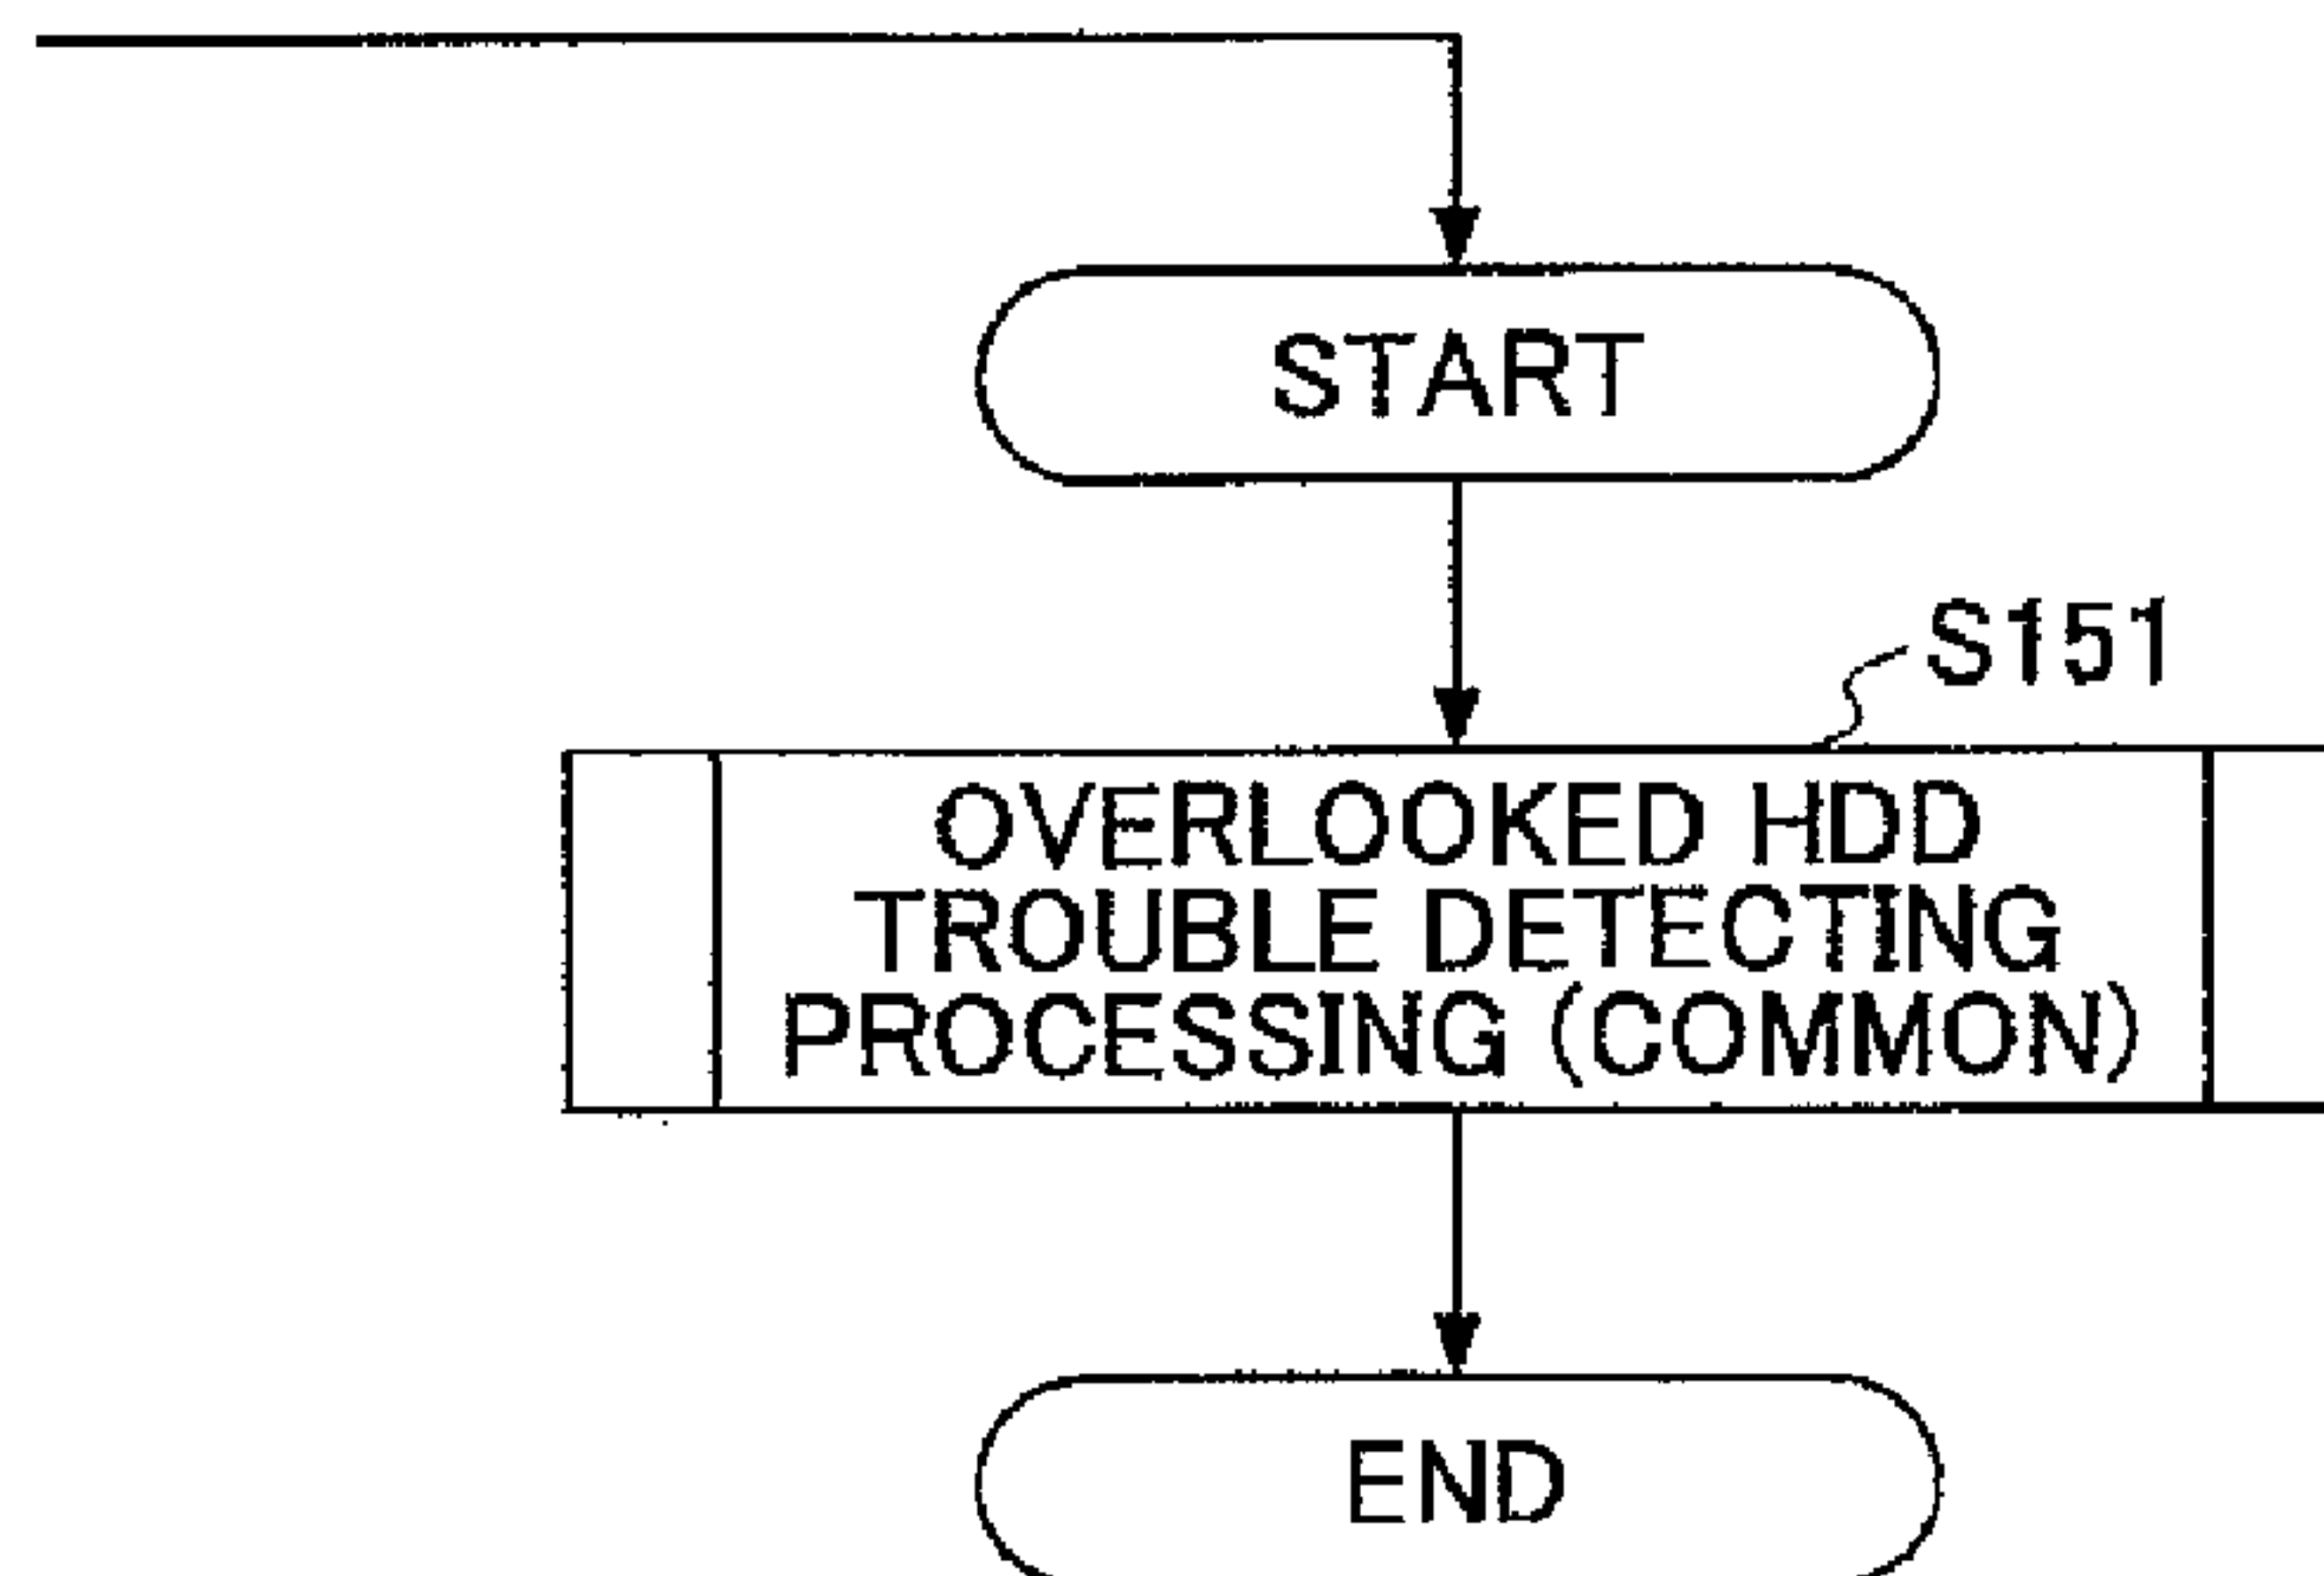 START
S151
OVERLOOKED HDD
TROUBLE DETECTING
PROCESSING (COMMON)
END